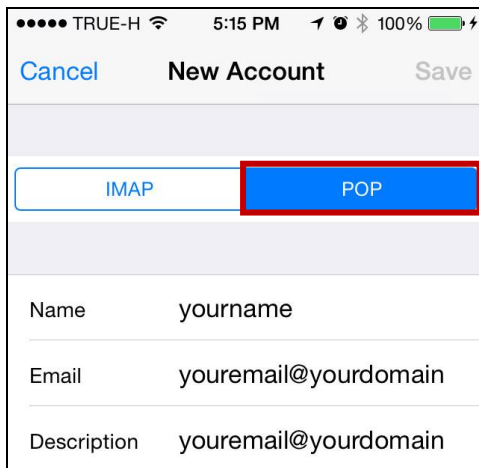 TRUE-H 5:15 PM 100%
Cancel New Account Save
IMAP POP
Name yourname
Email youremail@yourdomain
Description youremail@yourdomain